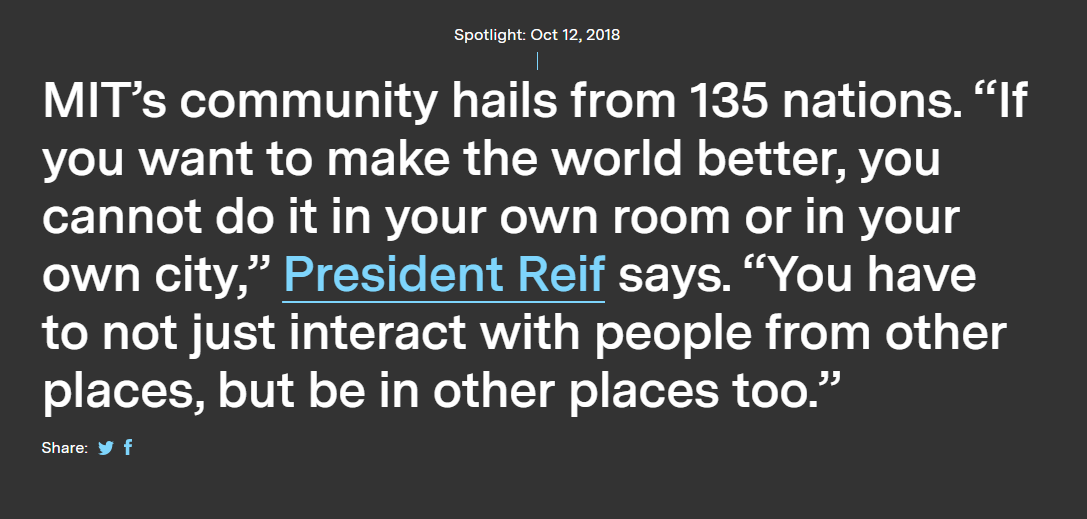 Spotlight: Oct 12, 2018
MIT’s community hails from 135 nations. “If
you want to make the world better, you
cannot do it in your own room or in your
own city,” President Reif says. “You have
to not just interact with people from other
places, but be in other places too.”
Share: